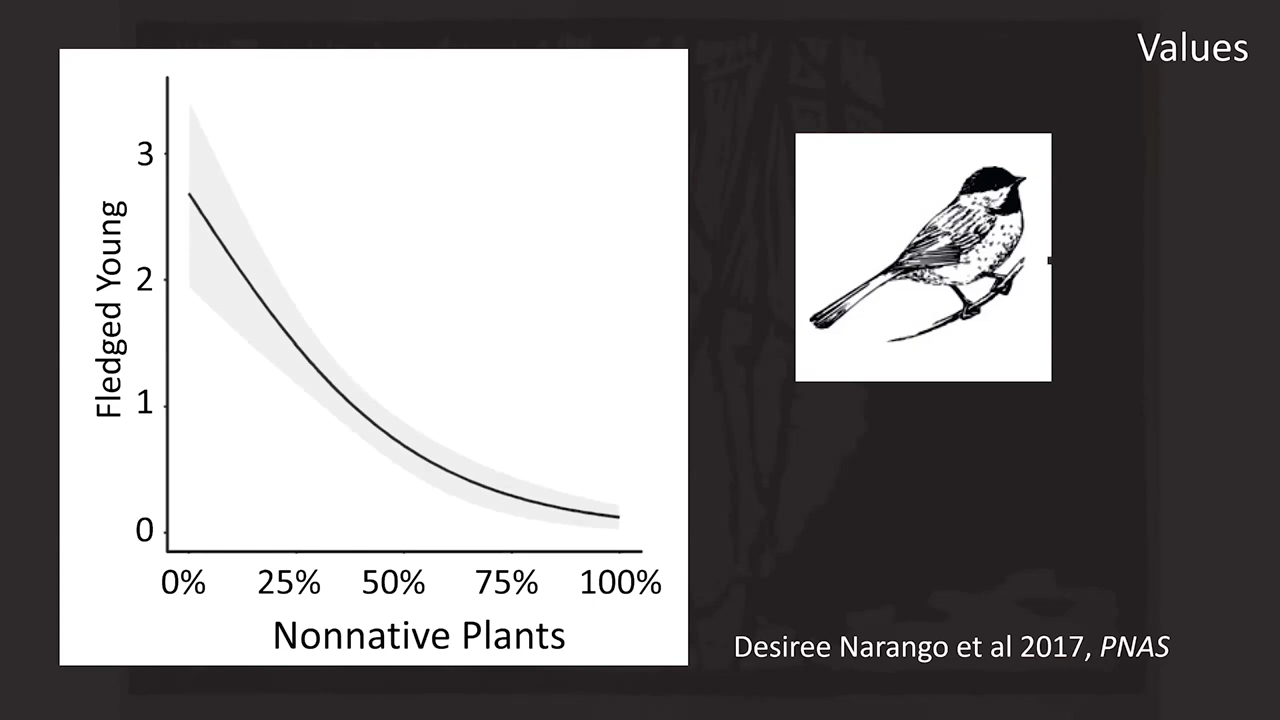 Values
3
2
1
0
Fledged Young
0% 25% 50% 75% 100%
Nonnative Plants
Desiree Narango et al 2017, PNAS